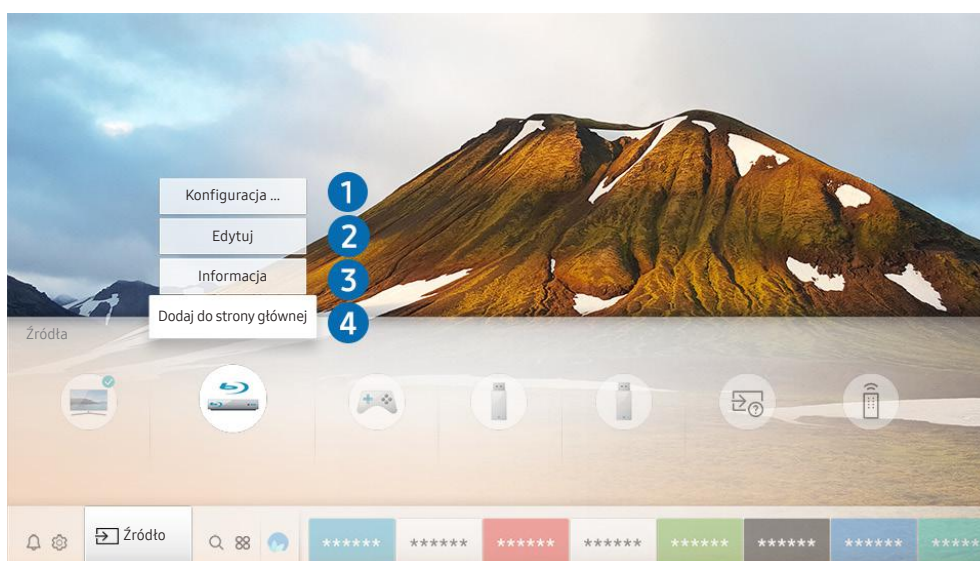 Konfiguracja ...
1
Edytuj
2
Informacja
3
Dodaj do strony głównej
4
Źródła
Źródło
****** ****** ****** ****** ****** ****** ****** *****